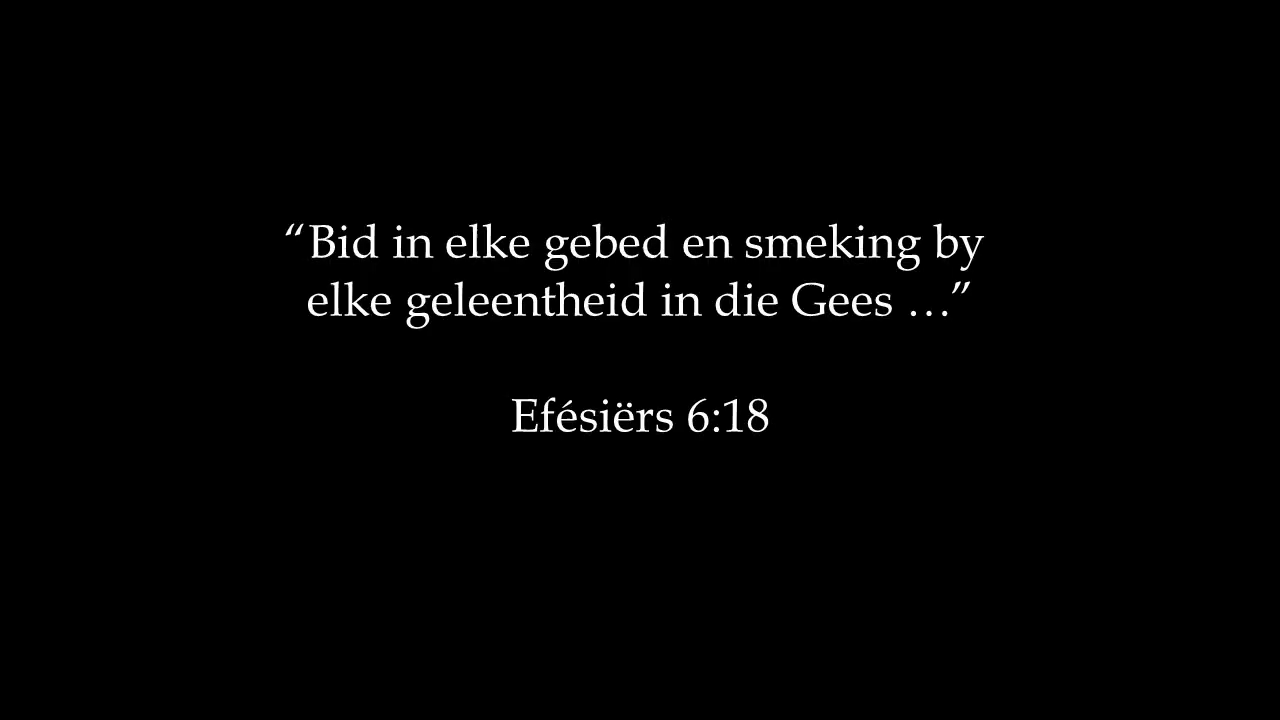 “Bid in elke gebed en smeking by
elke geleentheid in die Gees …”
Efésiërs 6:18